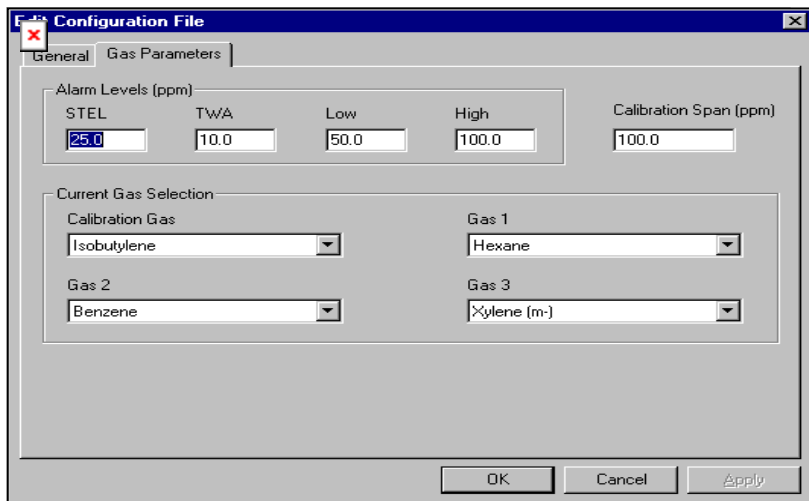 Edit Configuration File
General Gas Parameters
Alarm Levels (ppm)
STEL TWA Low High Calibration Span (ppm)
25.0 10.0 50.0 100.0 100.0
Current Gas Selection
Calibration Gas Gas 1
Isobutylene Hexane
Gas 2 Gas 3
Benzene Xylene (m-)
OK Cancel Apply